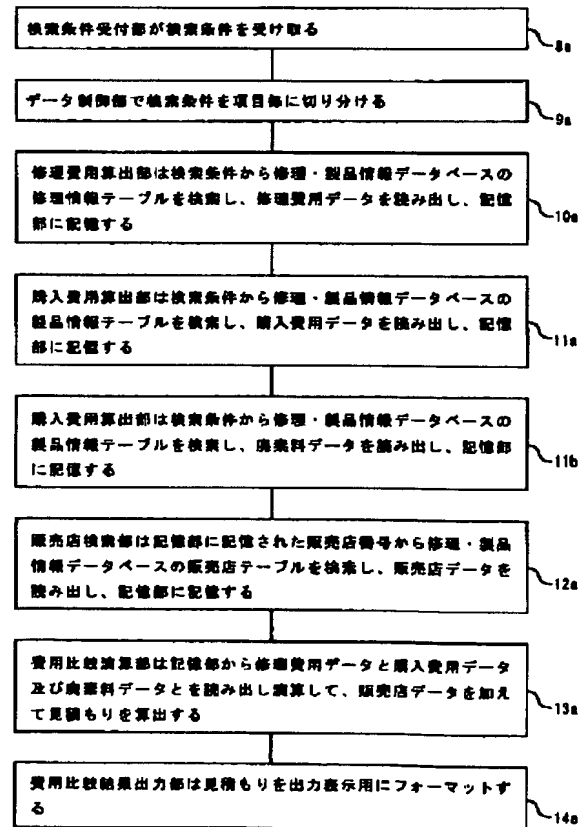 検索条件受付部が検索条件を受け取る
8a
データ制御部で検索条件を項目部に切り分ける
9a
修理費用算出部は検索条件から修理・製品情報データベースの
修理情報テーブルを検索し、修理費用データを読み出し、記憶
部に記憶する
10a
購入費用算出部は検索条件から修理・製品情報データベースの
製品情報テーブルを検索し、購入費用データを読み出し、記憶
部に記憶する
11a
購入費用算出部は検索条件から修理・製品情報データベースの
製品情報テーブルを検索し、廃棄料データを読み出し、記憶部
に記憶する
11b
販売店検索部は記憶部に記憶された販売店番号から修理・製品
情報データベースの販売店テーブルを検索し、販売店データを
読み出し、記憶部に記憶する
12a
費用比較演算部は記憶部から修理費用データと購入費用データ
及び廃棄料データとを読み出し演算して、販売店データを加え
て見積もりを算出する
13a
費用比較結果出力部は見積もりを出力表示用にフォーマットす
る
14a